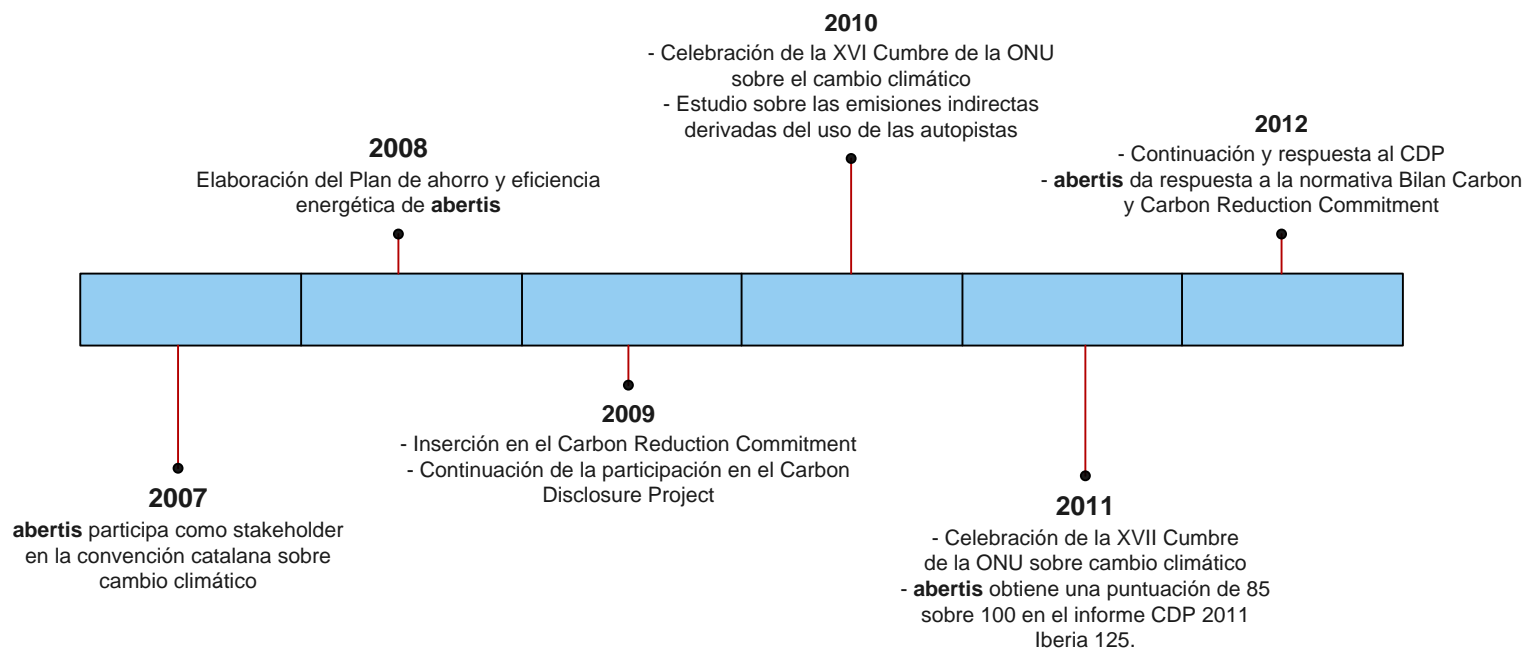 2010
- Celebración de la XVI Cumbre de la ONU
sobre el cambio climático
- Estudio sobre las emisiones indirectas
derivadas del uso de las autopistas
2012
- Continuación y respuesta al CDP
- abertis da respuesta a la normativa Bilan Carbon
y Carbon Reduction Commitment
2008
Elaboración del Plan de ahorro y eficiencia
energética de abertis
2009
- Inserción en el Carbon Reduction Commitment
- Continuación de la participación en el Carbon
Disclosure Project
2007
abertis participa como stakeholder
en la convención catalana sobre
cambio climático
2011
- Celebración de la XVII Cumbre
de la ONU sobre cambio climático
- abertis obtiene una puntuación de 85
sobre 100 en el informe CDP 2011
Iberia 125.